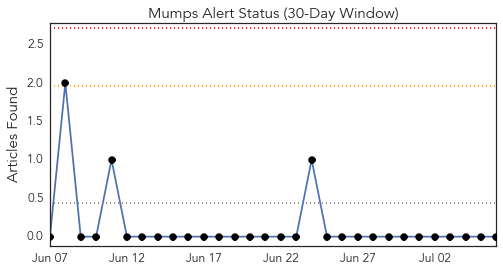 Mumps Alert Status (30-Day Window)
Articles Found
2.5
2.0
1.5
1.0
0.5
0.0
Jun 07 Jun 12 Jun 17 Jun 22 Jun 27 Jul 02